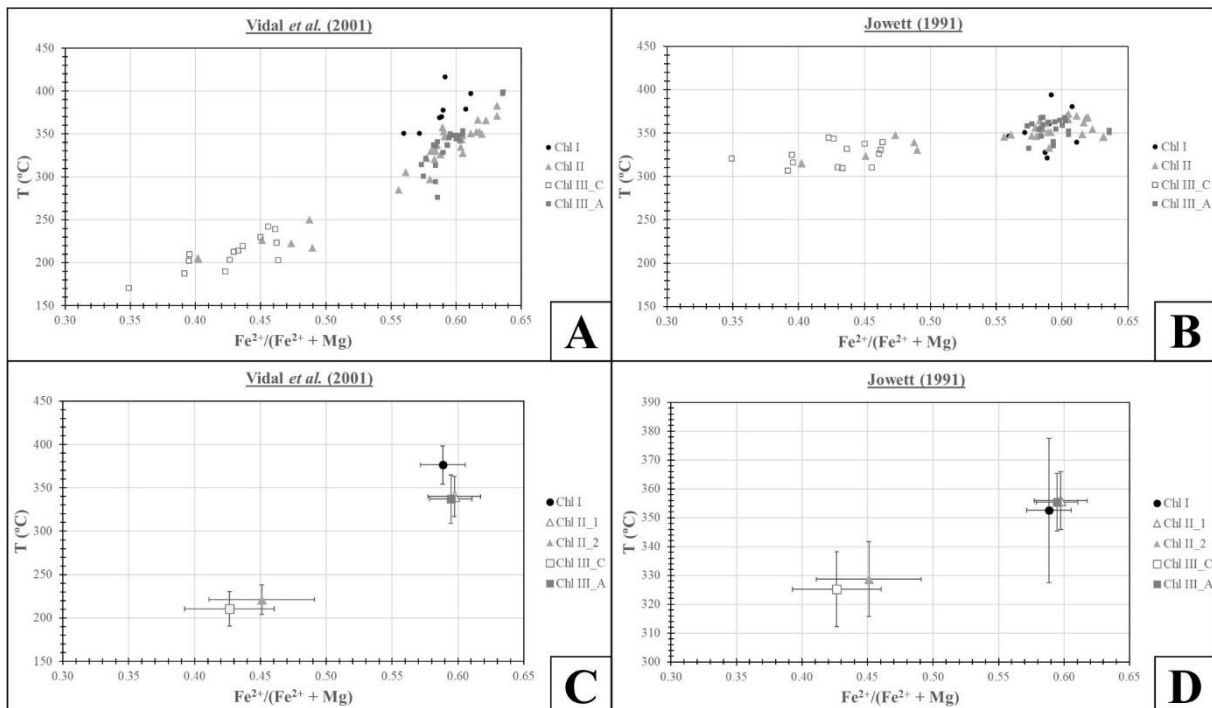 Vidal et al. (2001)
450
400
350
300
250
200
150
0.30 0.35 0.40 0.45 0.50 0.55 0.60 0.65
T (ºC)
Fe²⁺/(Fe²⁺ + Mg)
Chl I
Chl II
Chl III_C
Chl III_A
A
Jowett (1991)
450
400
350
300
250
200
150
0.30 0.35 0.40 0.45 0.50 0.55 0.60 0.65
T (ºC)
Fe²⁺/(Fe²⁺ + Mg)
Chl I
Chl II
Chl III_C
Chl III_A
B
Vidal et al. (2001)
450
400
350
300
250
200
150
0.30 0.35 0.40 0.45 0.50 0.55 0.60 0.65
T (ºC)
Fe²⁺/(Fe²⁺ + Mg)
Chl I
Chl II_1
Chl II_2
Chl III_C
Chl III_A
C
Jowett (1991)
390
380
370
360
350
340
330
320
310
300
0.30 0.35 0.40 0.45 0.50 0.55 0.60 0.65
T (ºC)
Fe²⁺/(Fe²⁺ + Mg)
Chl I
Chl II_1
Chl II_2
Chl III_C
Chl III_A
D